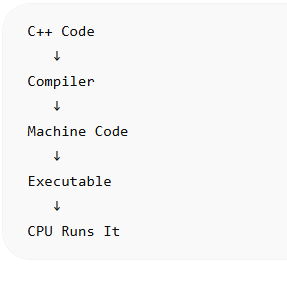 C++ Code
↓
Compiler
↓
Machine Code
↓
Executable
↓
CPU Runs It